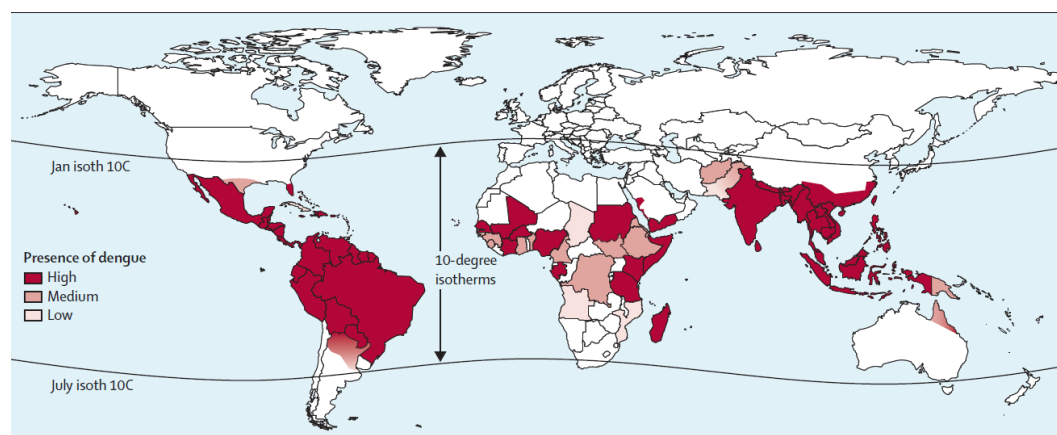 Jan isoth 10C
Presence of dengue
High
Medium
Low
10-degree
isotherms
July isoth 10C